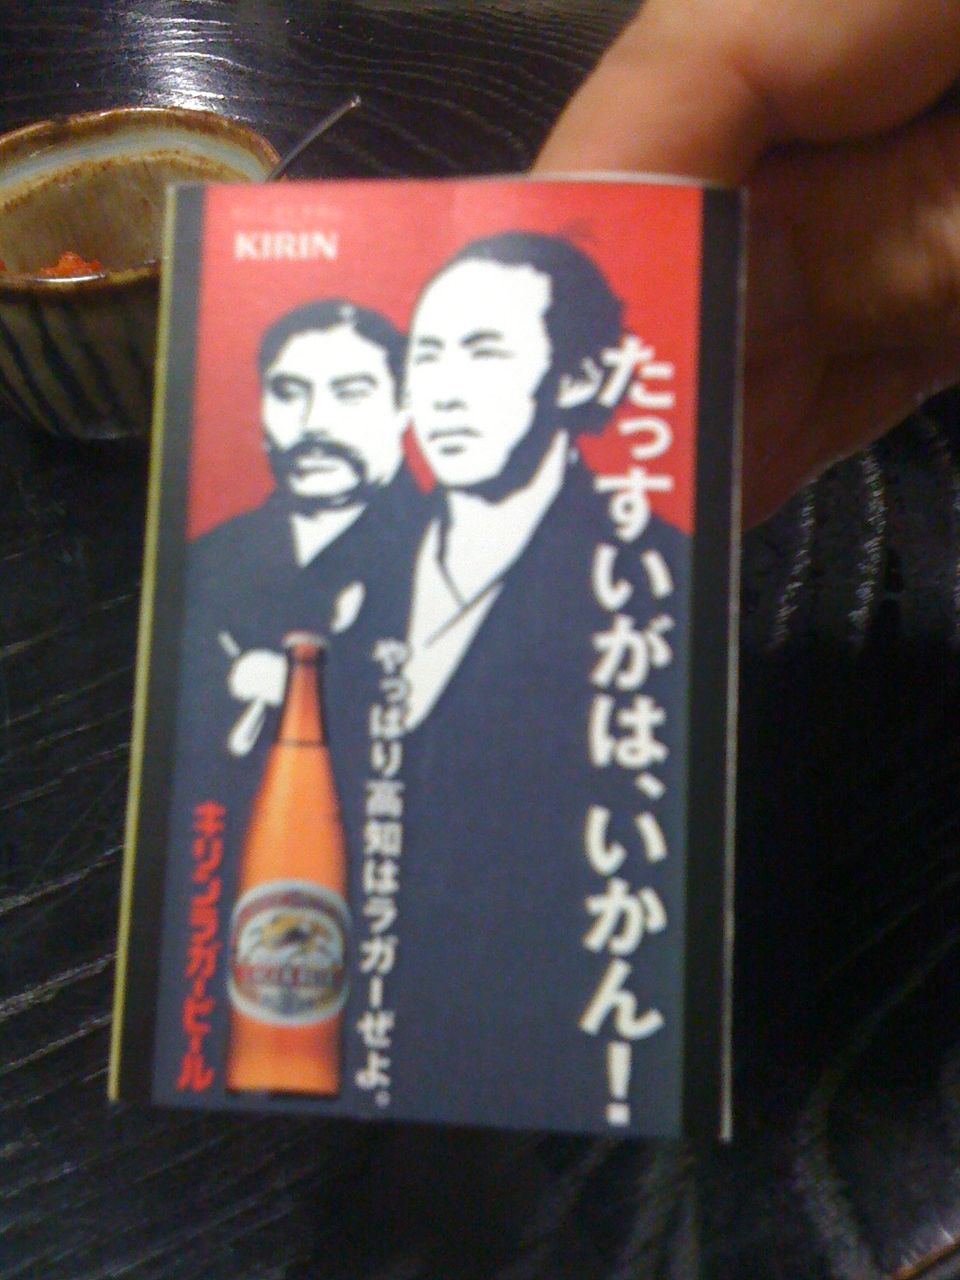 KIRIN
たっすいがは、いかん!
やっぱり高知はラガーぜよ。
キリンラガービール